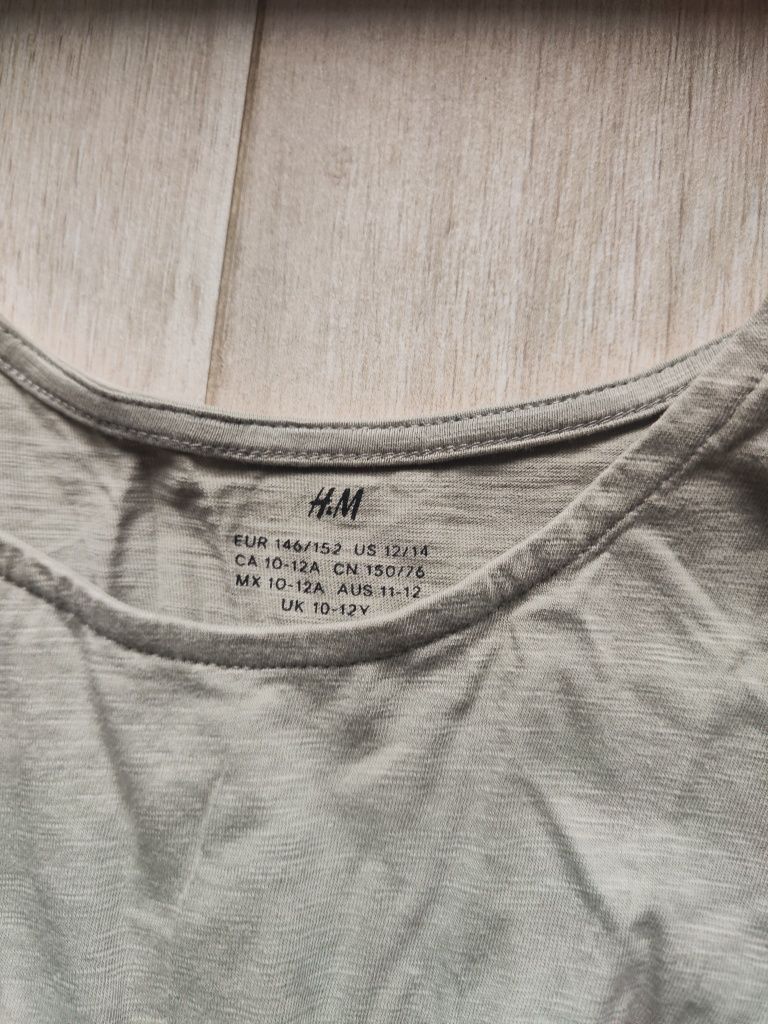 H&M
EUR 146/152 US 12/14
CA 10-12A CN 150/76
MX 10-12A AUS 11-12
UK 10-12Y